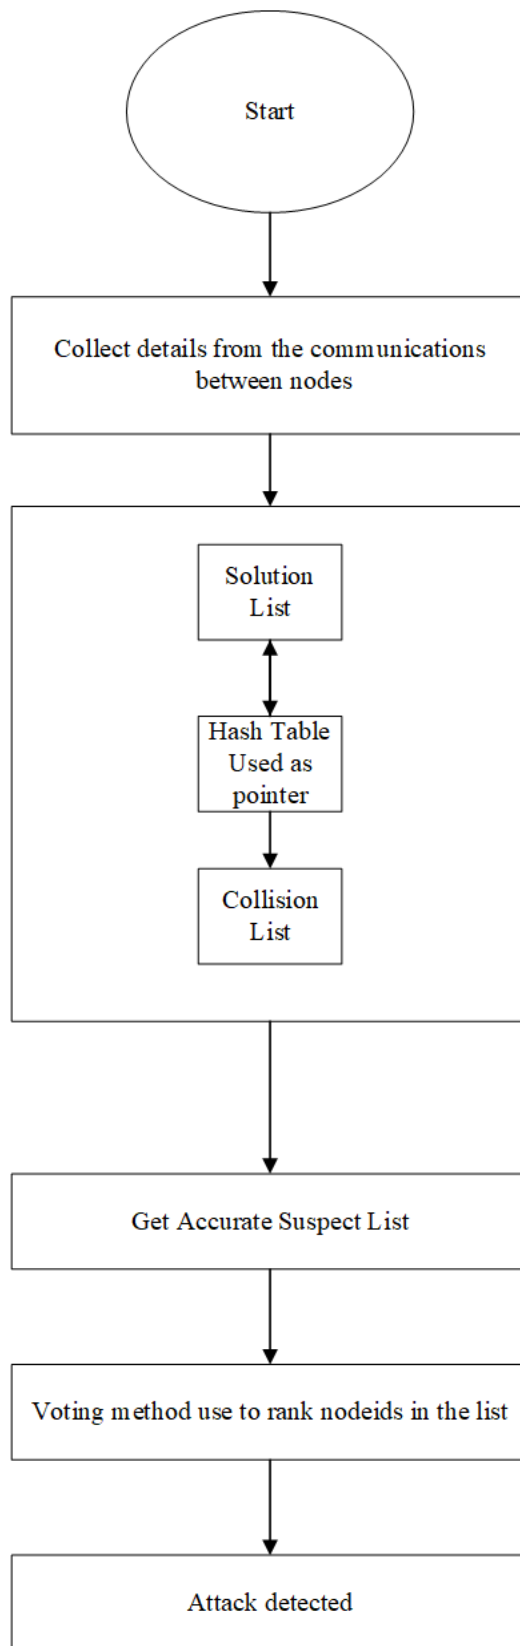 Start
Collect details from the communications
between nodes
Solution
List
Hash Table
Used as
pointer
Collision
List
Get Accurate Suspect List
Voting method use to rank nodeids in the list
Attack detected